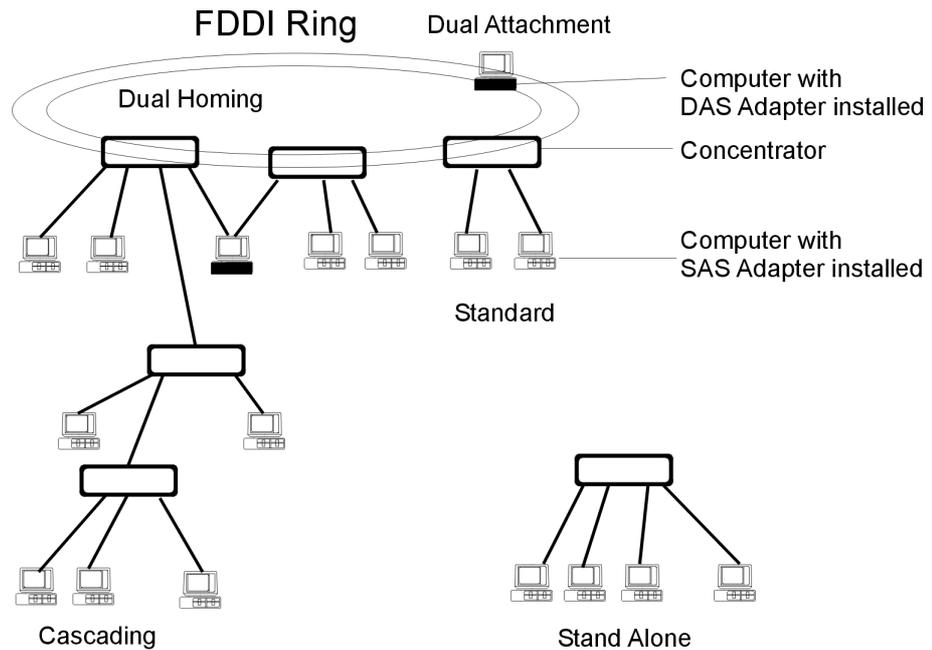 FDDI Ring
Dual Attachment
Computer with
DAS Adapter installed
Dual Homing
Concentrator
Computer with
SAS Adapter installed
Standard
Cascading
Stand Alone